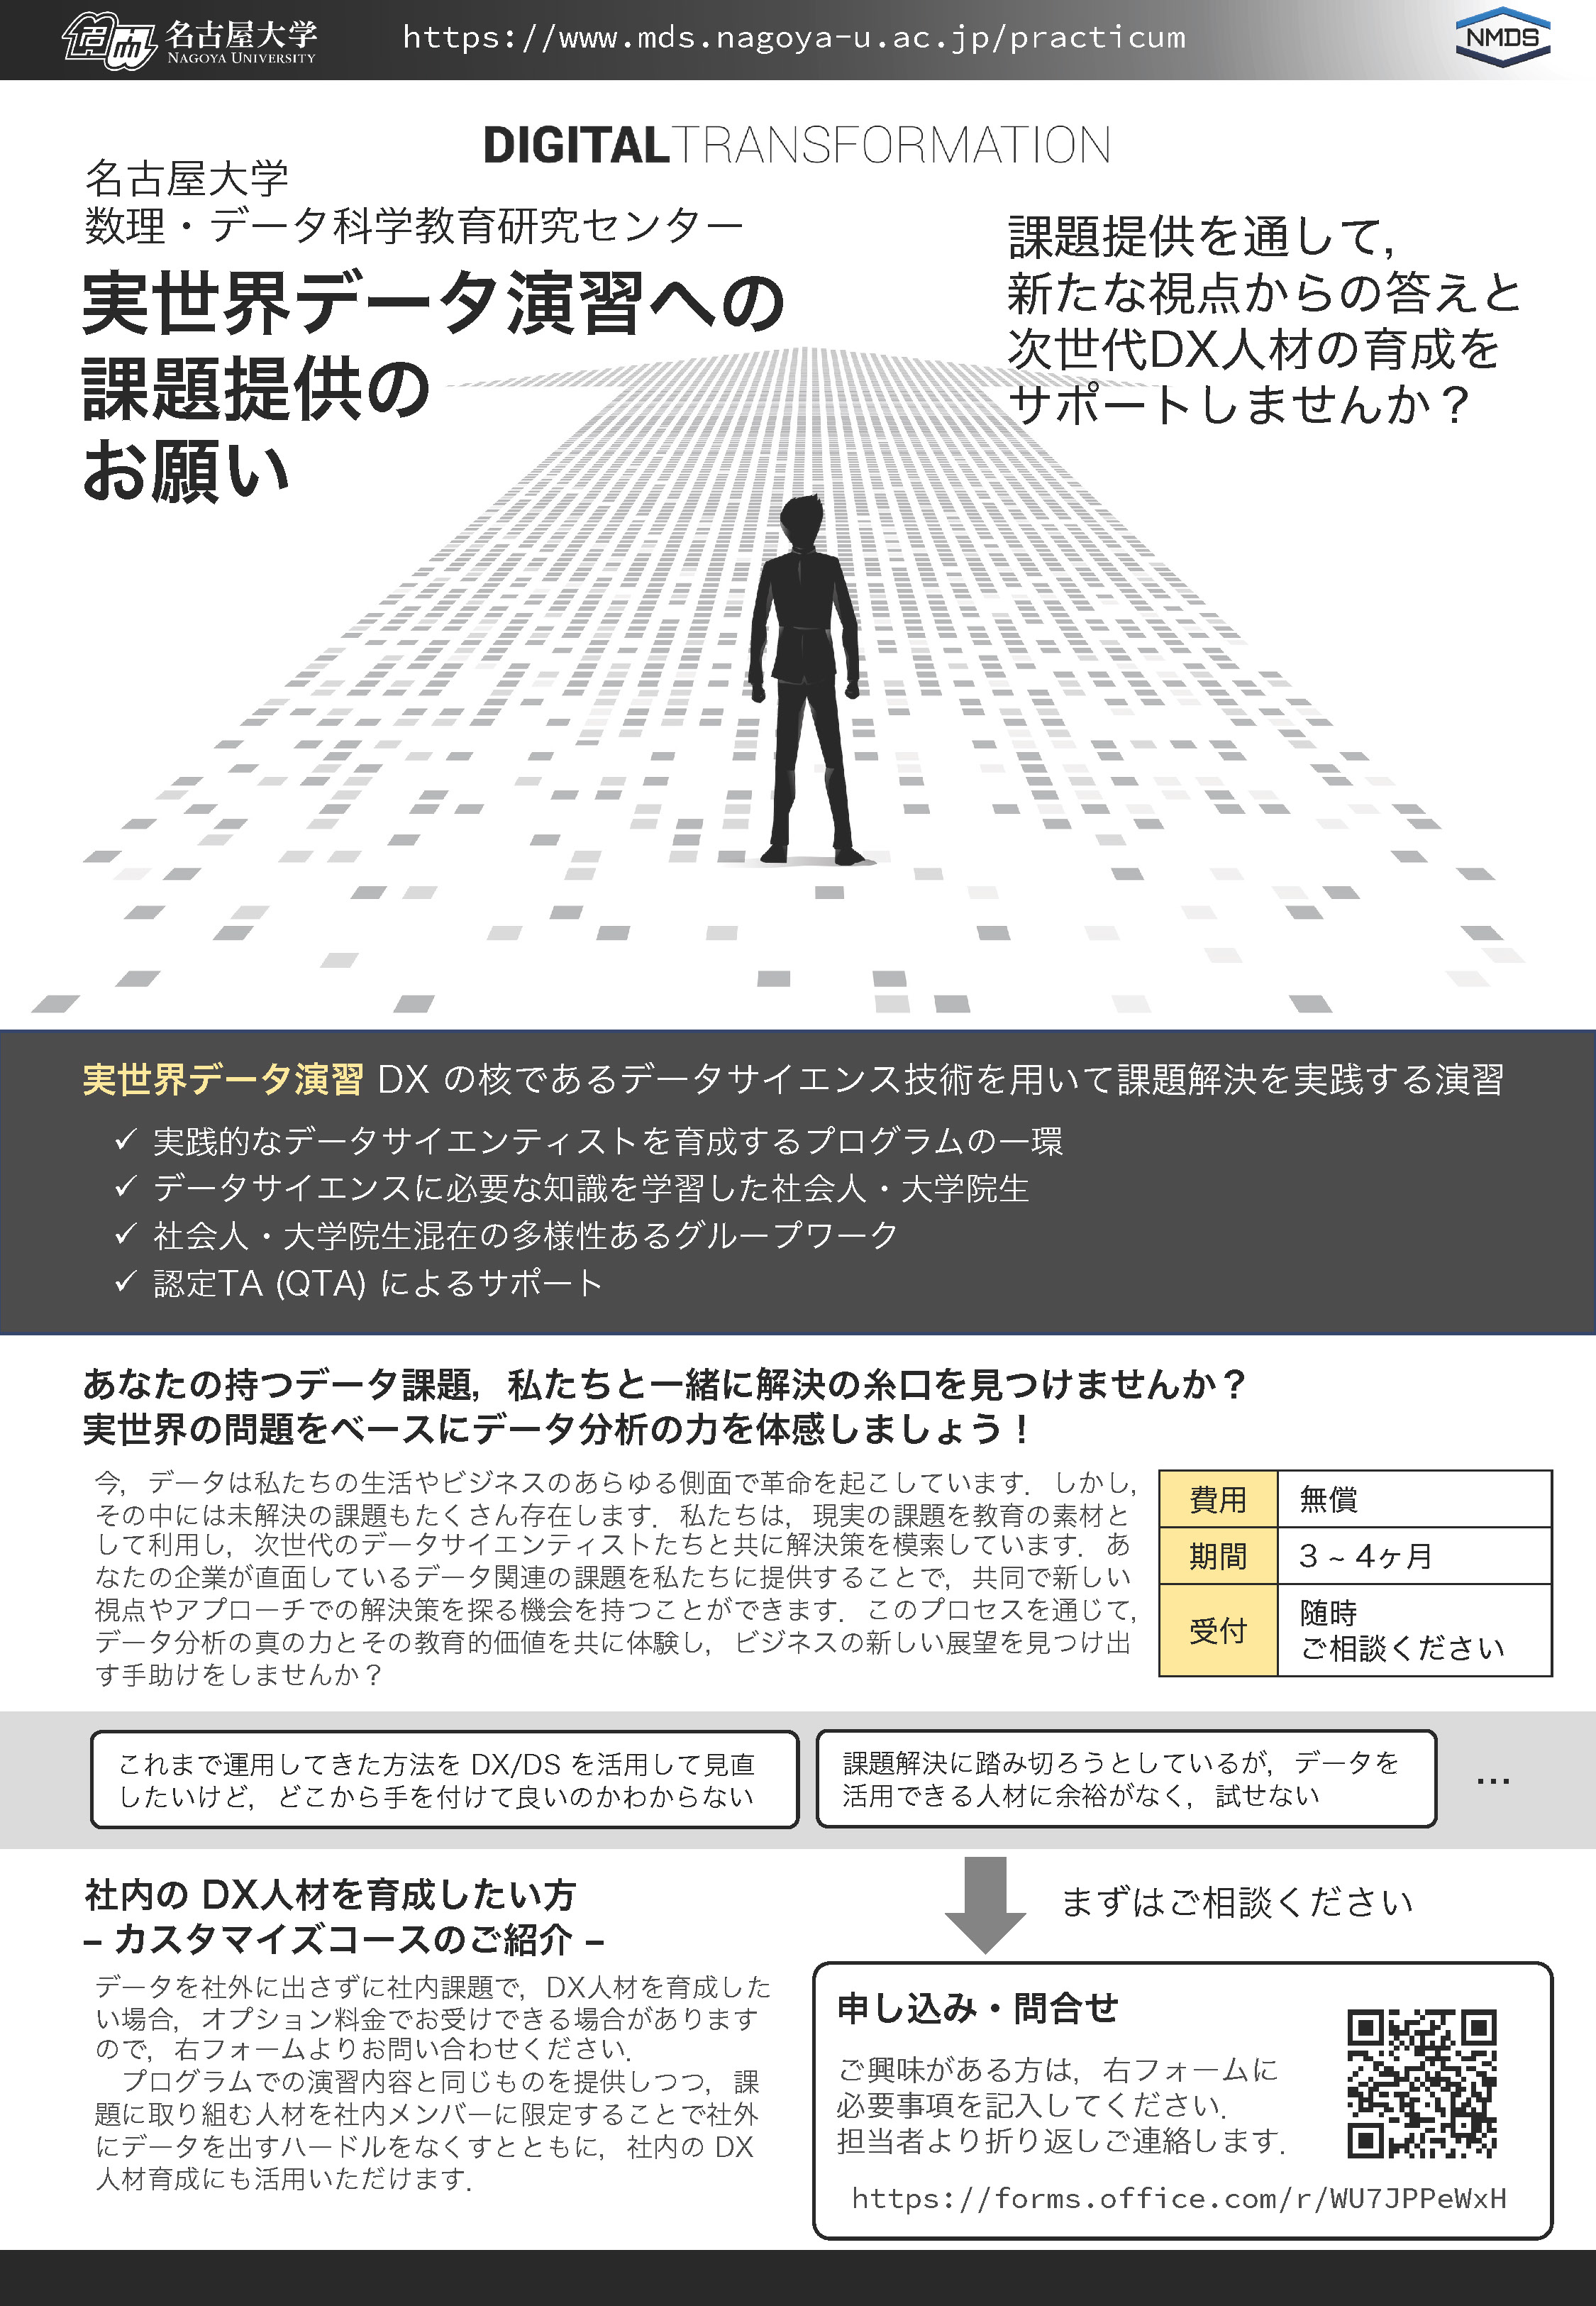 名古屋大学
NAGOYA UNIVERSITY
https://www.mds.nagoya-u.ac.jp/practicum
NMDS
DIGITALTRANSFORMATION
名古屋大学
数理・データ科学教育研究センター
実世界データ演習への
課題提供の
お願い
課題提供を通して，
新たな視点からの答えと
次世代DX人材の育成を
サポートしませんか？
実世界データ演習 DX の核であるデータサイエンス技術を用いて課題解決を実践する演習
✓ 実践的なデータサイエンティストを育成するプログラムの一環
✓ データサイエンスに必要な知識を学習した社会人・大学院生
✓ 社会人・大学院生混在の多様性あるグループワーク
✓ 認定TA (QTA) によるサポート
あなたの持つデータ課題，私たちと一緒に解決の糸口を見つけませんか？
実世界の問題をベースにデータ分析の力を体感しましょう！
今，データは私たちの生活やビジネスのあらゆる側面で革命を起こしています．しかし，
その中には未解決の課題もたくさん存在します．私たちは，現実の課題を教育の素材と
して利用し，次世代のデータサイエンティストたちと共に解決策を模索しています．あ
なたの企業が直面しているデータ関連の課題を私たちに提供することで，共同で新しい
視点やアプローチでの解決策を探る機会を持つことができます．このプロセスを通じて，
データ分析の真の力とその教育的価値を共に体験し，ビジネスの新しい展望を見つけ出
す手助けをしませんか？
費用 無償
期間 3 ~ 4ヶ月
受付 随時
ご相談ください
これまで運用してきた方法を DX/DS を活用して見直
したいけど，どこから手を付けて良いのかわからない
課題解決に踏み切ろうとしているが，データを
活用できる人材に余裕がなく，試せない
…
社内の DX人材を育成したい方
– カスタマイズコースのご紹介 –
データを社外に出さずに社内課題で，DX人材を育成した
い場合，オプション料金でお受けできる場合があります
ので，右フォームよりお問い合わせください．
プログラムでの演習内容と同じものを提供しつつ，課
題に取り組む人材を社内メンバーに限定することで社外
にデータを出すハードルをなくすとともに，社内の DX
人材育成にも活用いただけます．
まずはご相談ください
申し込み・問合せ
ご興味がある方は，右フォームに
必要事項を記入してください．
担当者より折り返しご連絡します．
https://forms.office.com/r/WU7JPPeWxH